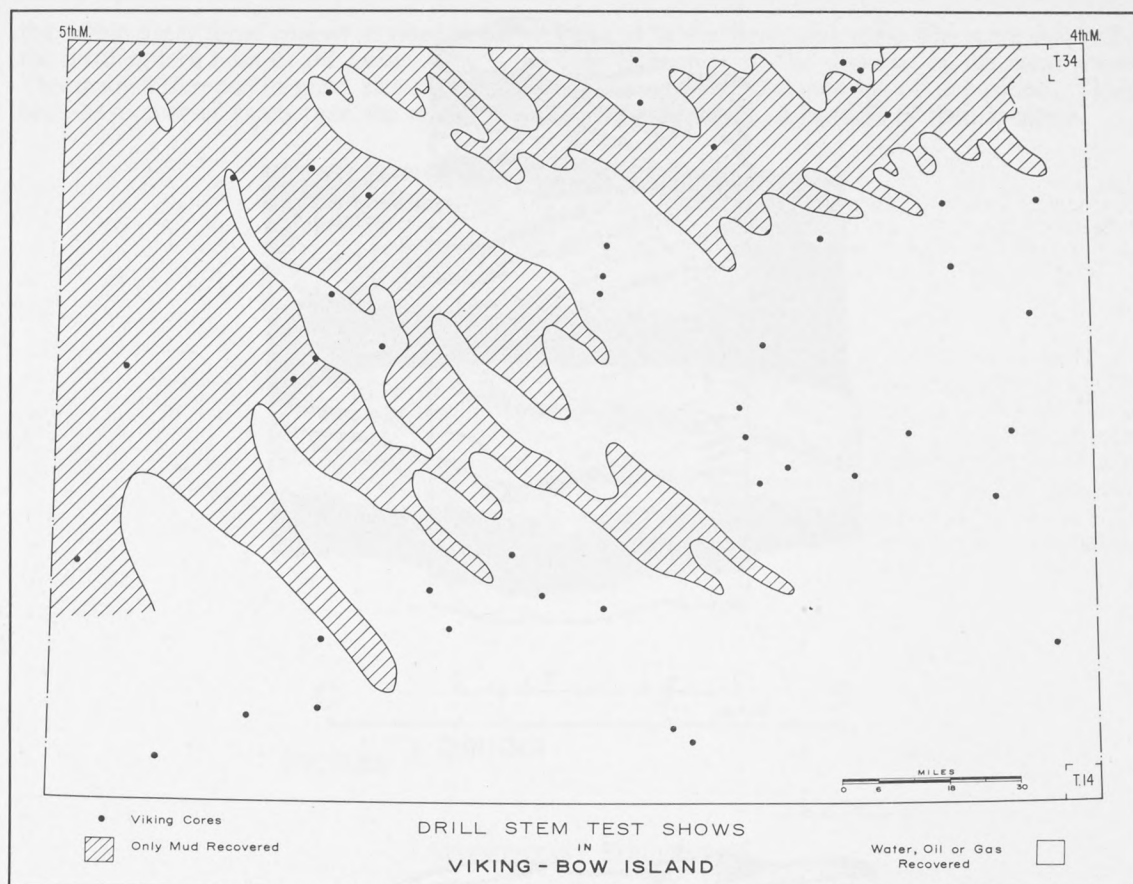 5th.M.
4th.M.
T.34
MILES
0 6 18 30
T.14
Viking Cores
Only Mud Recovered
DRILL STEM TEST SHOWS
IN
VIKING - BOW ISLAND
Water, Oil or Gas
Recovered